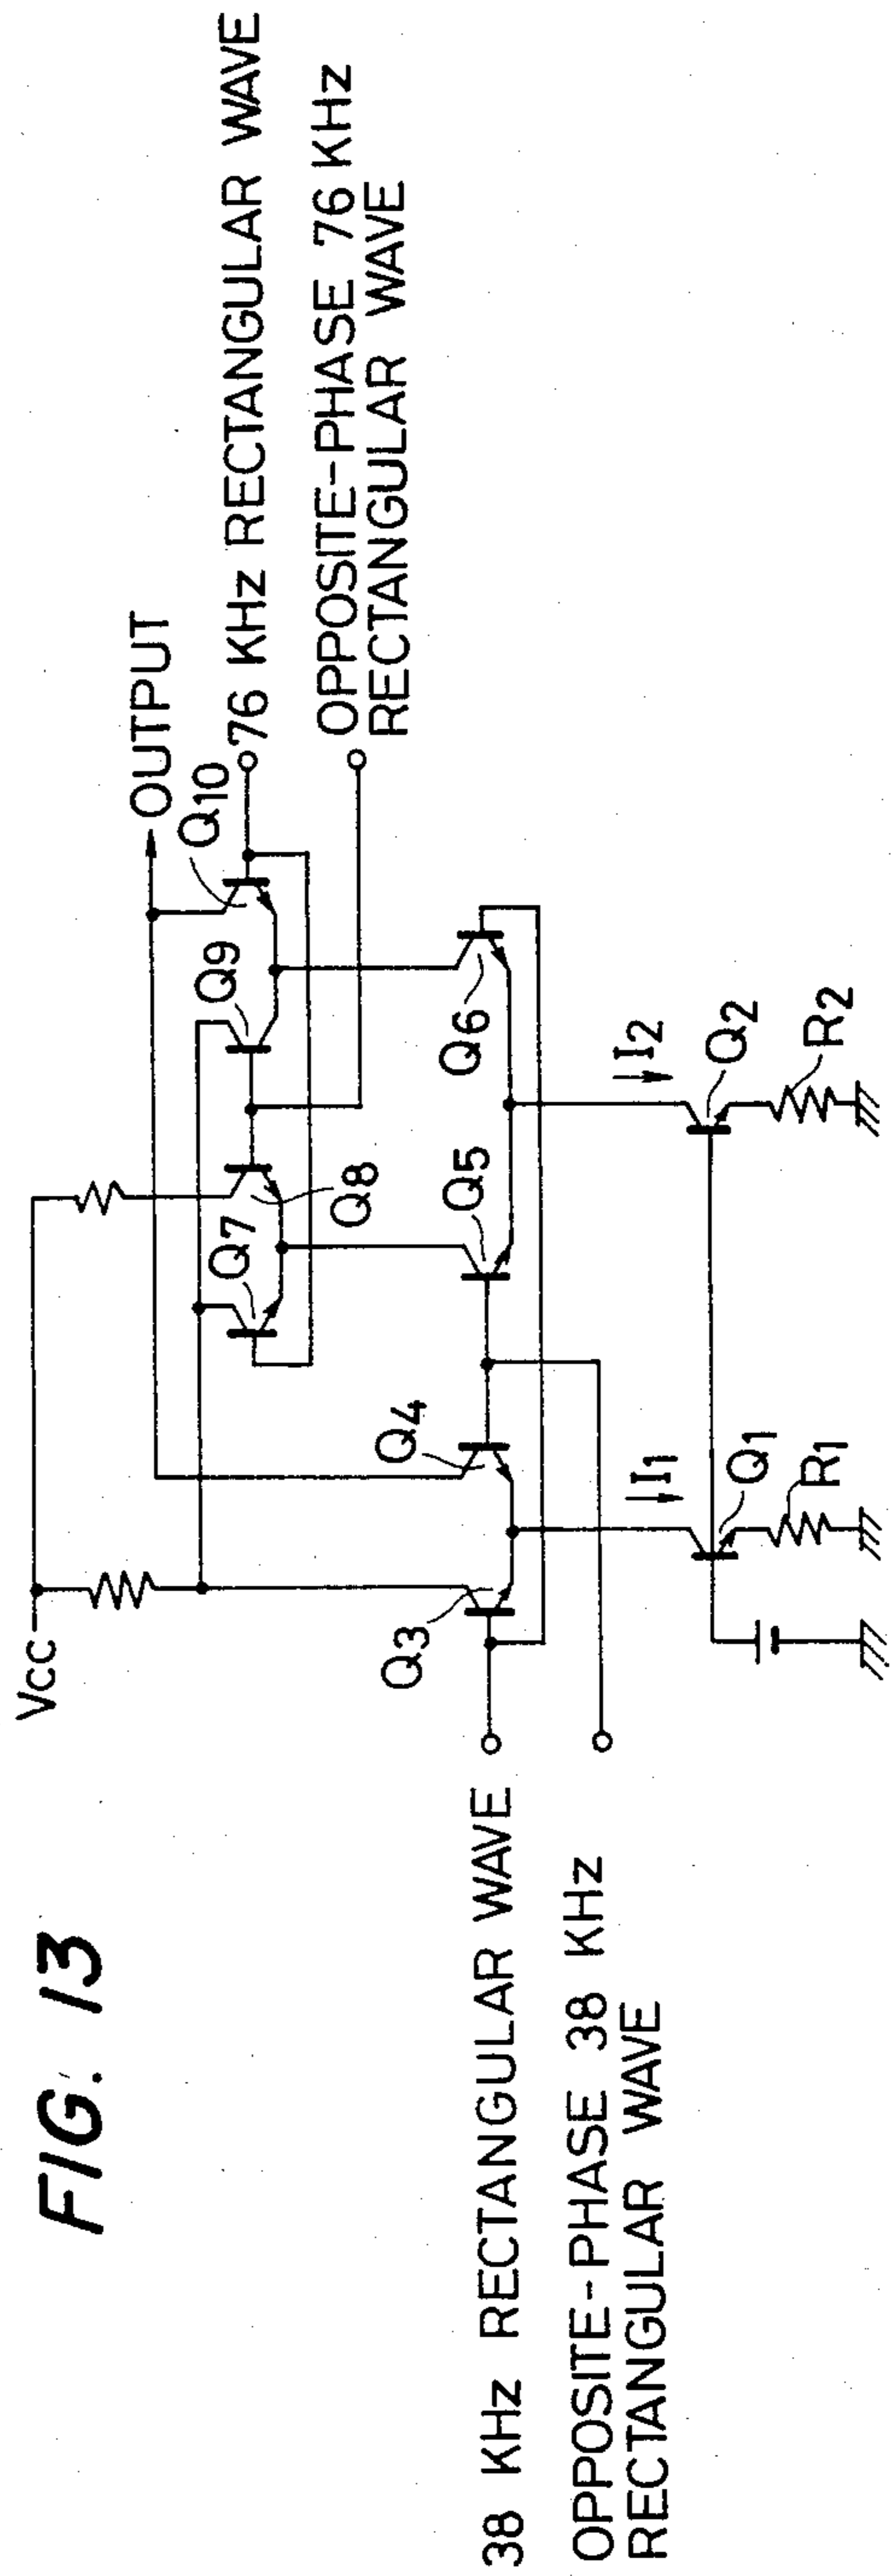 FIG. 13
Vcc
OUTPUT
Q10
76 KHz RECTANGULAR WAVE
Q9
Q7
Q8
OPPOSITE-PHASE 76 KHz
RECTANGULAR WAVE
Q3
Q4
Q5
Q6
38 KHz RECTANGULAR WAVE
OPPOSITE-PHASE 38 KHz
RECTANGULAR WAVE
I1
I2
Q1
Q2
R1
R2